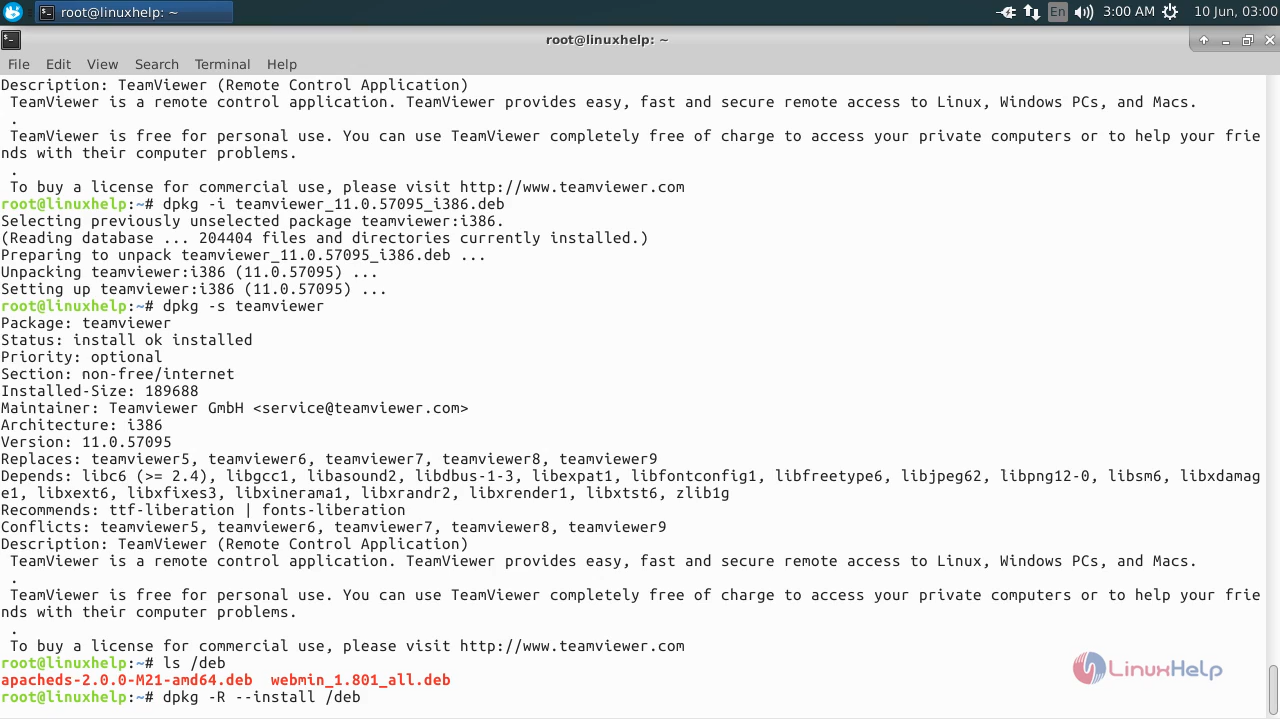 root@linuxhelp: ~
En
3:00 AM
10 Jun, 03:00
root@linuxhelp: ~
File Edit View Search Terminal Help
Description: TeamViewer (Remote Control Application)
 TeamViewer is a remote control application. TeamViewer provides easy, fast and secure remote access to Linux, Windows PCs, and Macs.
 .
 TeamViewer is free for personal use. You can use TeamViewer completely free of charge to access your private computers or to help your frie
nds with their computer problems.
 .
 To buy a license for commercial use, please visit http://www.teamviewer.com
root@linuxhelp:~# dpkg -i teamviewer_11.0.57095_i386.deb
Selecting previously unselected package teamviewer:i386.
(Reading database ... 204404 files and directories currently installed.)
Preparing to unpack teamviewer_11.0.57095_i386.deb ...
Unpacking teamviewer:i386 (11.0.57095) ...
Setting up teamviewer:i386 (11.0.57095) ...
root@linuxhelp:~# dpkg -s teamviewer
Package: teamviewer
Status: install ok installed
Priority: optional
Section: non-free/internet
Installed-Size: 189688
Maintainer: Teamviewer GmbH <service@teamviewer.com>
Architecture: i386
Version: 11.0.57095
Replaces: teamviewer5, teamviewer6, teamviewer7, teamviewer8, teamviewer9
Depends: libc6 (>= 2.4), libgcc1, libasound2, libdbus-1-3, libexpat1, libfontconfig1, libfreetype6, libjpeg62, libpng12-0, libsm6, libxdamag
e1, libxext6, libxfixes3, libxinerama1, libxrandr2, libxrender1, libxtst6, zlib1g
Recommends: ttf-liberation | fonts-liberation
Conflicts: teamviewer5, teamviewer6, teamviewer7, teamviewer8, teamviewer9
Description: TeamViewer (Remote Control Application)
 TeamViewer is a remote control application. TeamViewer provides easy, fast and secure remote access to Linux, Windows PCs, and Macs.
 .
 TeamViewer is free for personal use. You can use TeamViewer completely free of charge to access your private computers or to help your frie
nds with their computer problems.
 .
 To buy a license for commercial use, please visit http://www.teamviewer.com
root@linuxhelp:~# ls /deb
apacheds-2.0.0-M21-amd64.deb  webmin_1.801_all.deb
root@linuxhelp:~# dpkg -R --install /deb
LinuxHelp